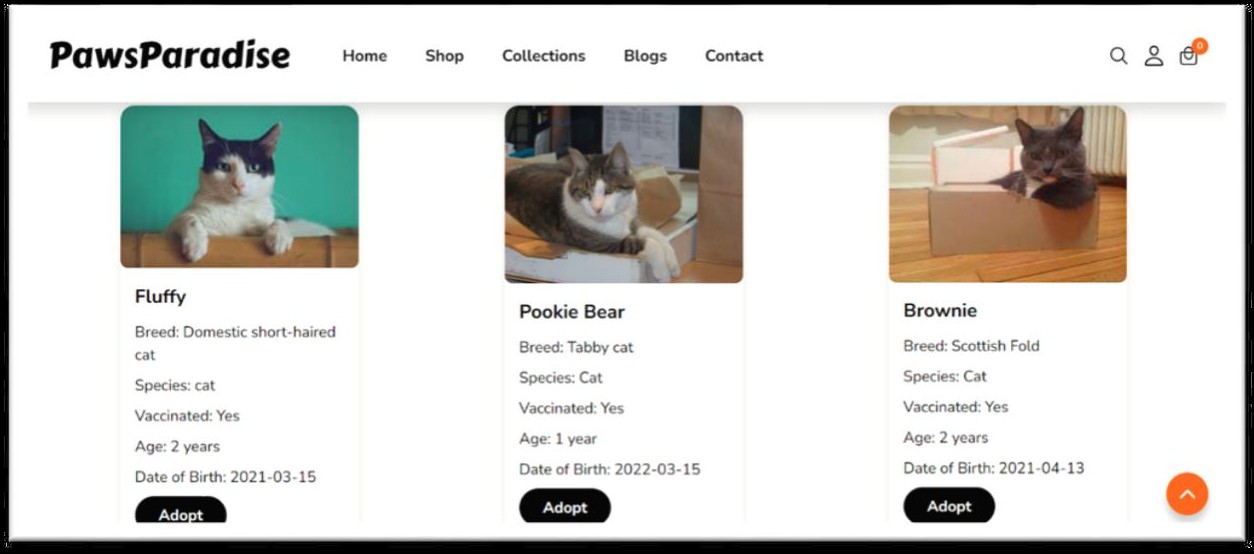 PawsParadise
Home Shop Collections Blogs Contact
0
Fluffy
Breed: Domestic short-haired
cat
Species: cat
Vaccinated: Yes
Age: 2 years
Date of Birth: 2021-03-15
Adopt
Pookie Bear
Breed: Tabby cat
Species: Cat
Vaccinated: Yes
Age: 1 year
Date of Birth: 2022-03-15
Adopt
Brownie
Breed: Scottish Fold
Species: Cat
Vaccinated: Yes
Age: 2 years
Date of Birth: 2021-04-13
Adopt